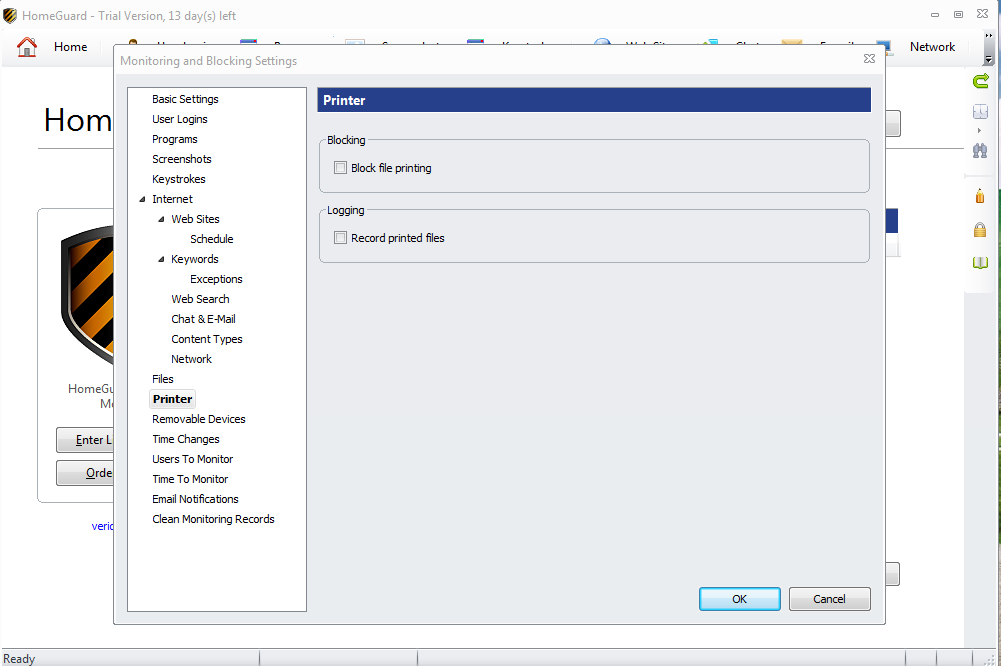 HomeGuard - Trial Version, 13 day(s) left
Home
Network
Monitoring and Blocking Settings
Basic Settings
User Logins
Programs
Screenshots
Keystrokes
Internet
Web Sites
Schedule
Keywords
Exceptions
Web Search
Chat & E-Mail
Content Types
Network
Files
Printer
Removable Devices
Time Changes
Users To Monitor
Time To Monitor
Email Notifications
Clean Monitoring Records
Printer
Blocking
Block file printing
Logging
Record printed files
OK
Cancel
Hom
HomeGu
Mo
Enter L
Orde
veric
Ready